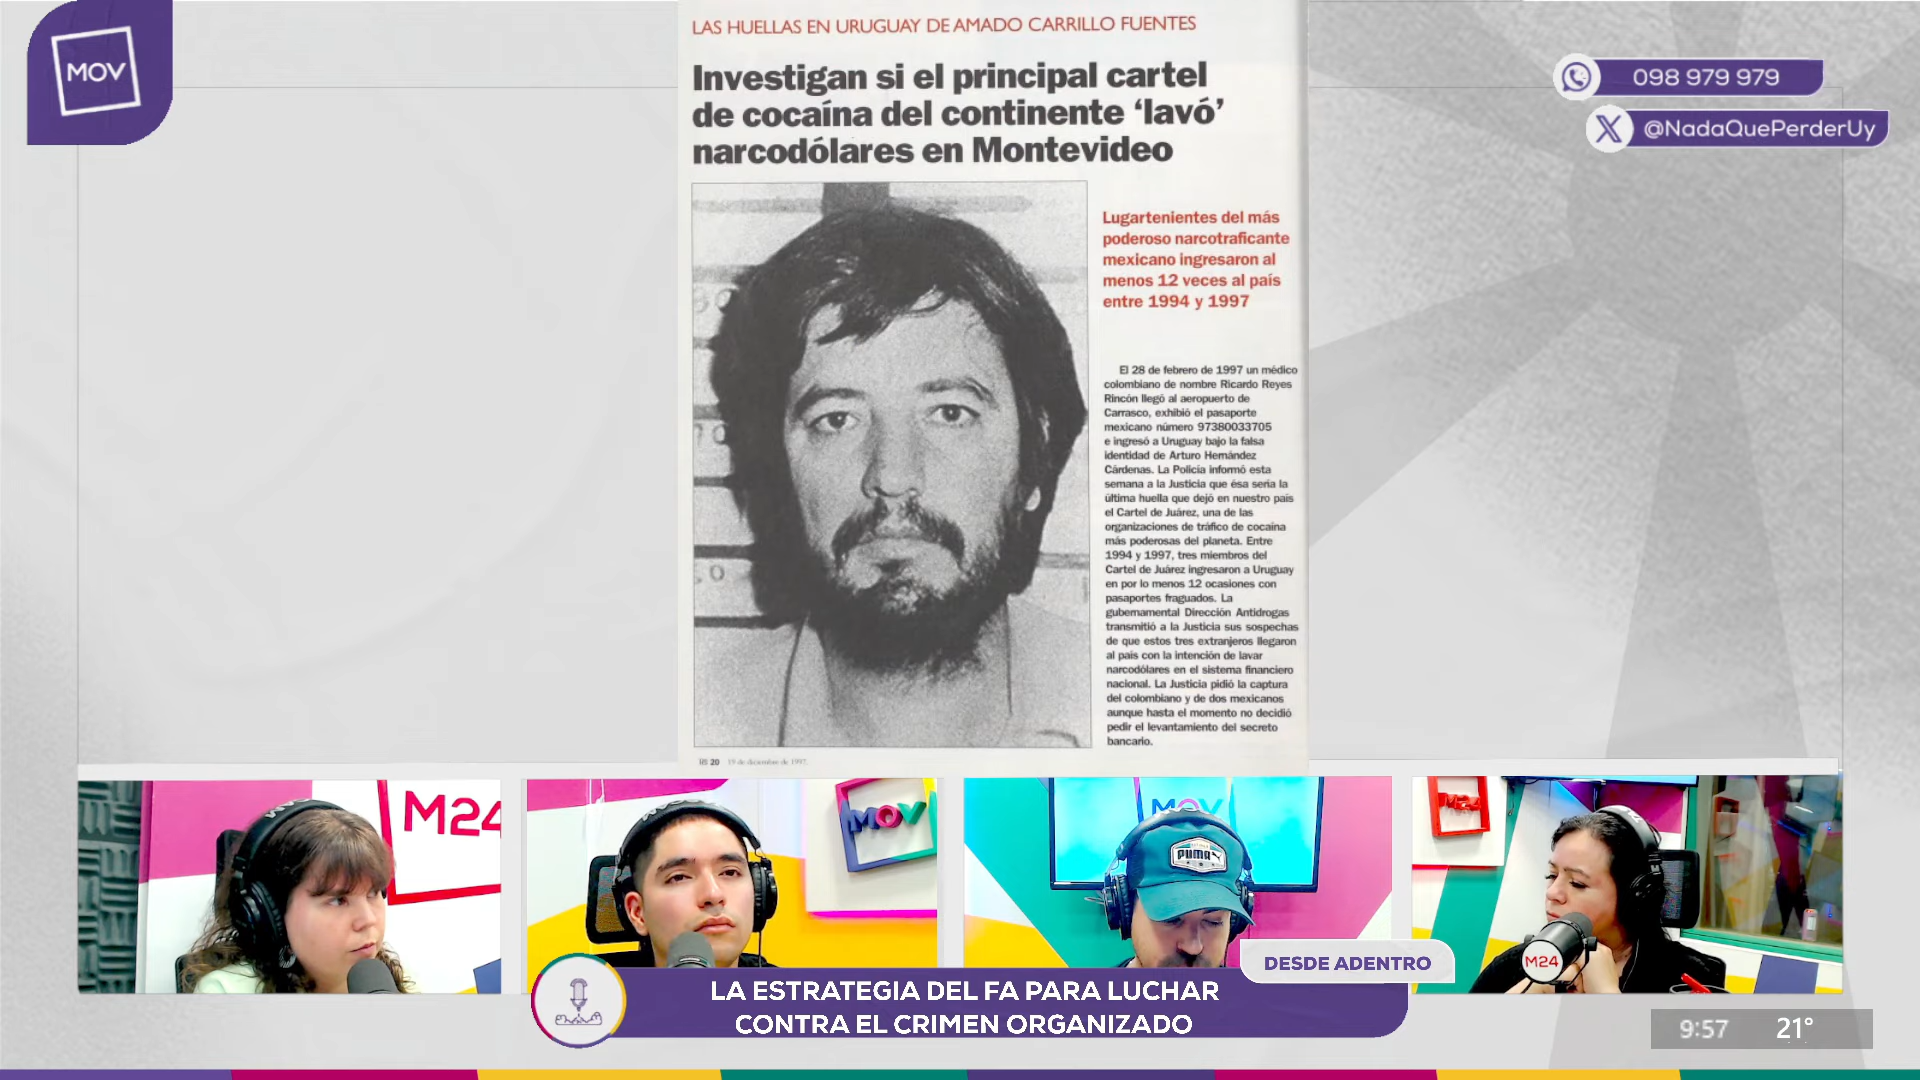 MOV
LAS HUELLAS EN URUGUAY DE AMADO CARRILLO FUENTES
Investigan si el principal cartel
de cocaína del continente ‘lavó’
narcodólares en Montevideo
098 979 979
@NadaQuePerderUy
Lugartenientes del más
poderoso narcotraficante
mexicano ingresaron al
menos 12 veces al país
entre 1994 y 1997
El 28 de febrero de 1997 un médico
colombiano de nombre Ricardo Reyes
Rincón llegó al aeropuerto de
Carrasco, exhibió el pasaporte
mexicano número 97380033705
e ingresó a Uruguay bajo la falsa
identidad de Arturo Hernández
Cárdenas. La Policía informó esta
semana a la Justicia que ésa sería la
última huella que dejó en nuestro país
el Cartel de Juárez, una de las
organizaciones de tráfico de cocaína
más poderosas del planeta. Entre
1994 y 1997, tres miembros del
Cartel de Juárez ingresaron a Uruguay
en por lo menos 12 ocasiones con
pasaportes fraguados. La
gubernamental Dirección Antidrogas
transmitió a la Justicia sus sospechas
de que estos tres extranjeros llegaron
al país con la intención de lavar
narcodólares en el sistema financiero
nacional. La Justicia pidió la captura
del colombiano y de dos mexicanos
aunque hasta el momento no decidió
pedir el levantamiento del secreto
bancario.
20 19 de diciembre de 1997.
M24
MOV
MOV
PUMA
M24
M24
DESDE ADENTRO
LA ESTRATEGIA DEL FA PARA LUCHAR
CONTRA EL CRIMEN ORGANIZADO
9:57 21°